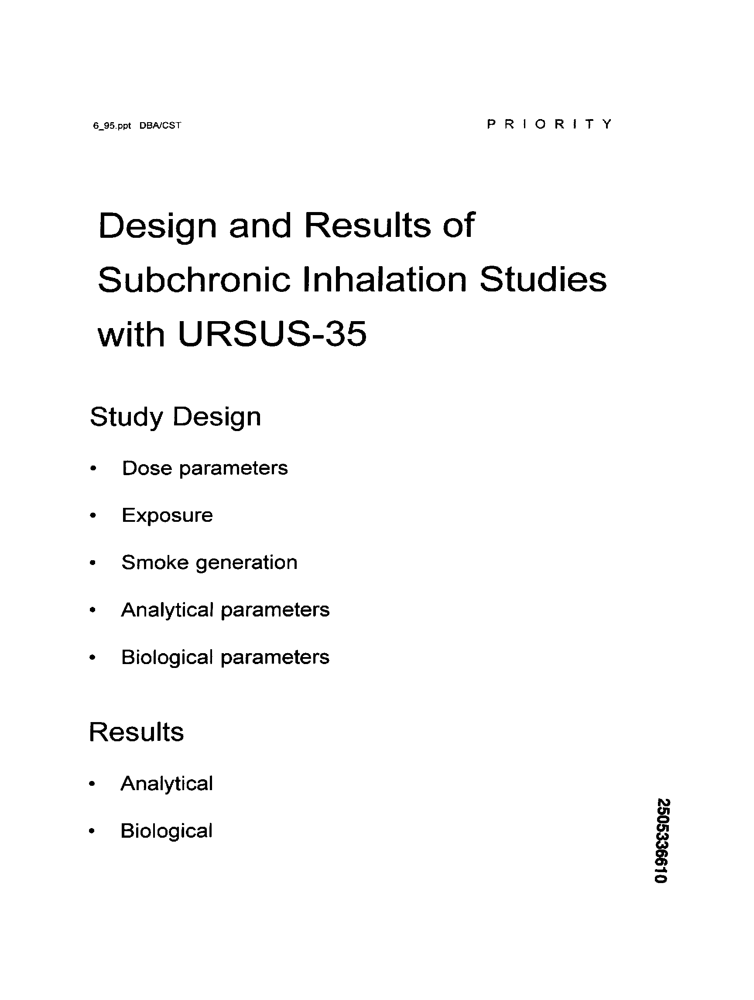 6_95.ppt DBA/CST
P R I O R I T Y
Design and Results of
Subchronic Inhalation Studies
with URSUS-35
Study Design
• Dose parameters
• Exposure
• Smoke generation
• Analytical parameters
• Biological parameters
Results
• Analytical
• Biological
2505336610